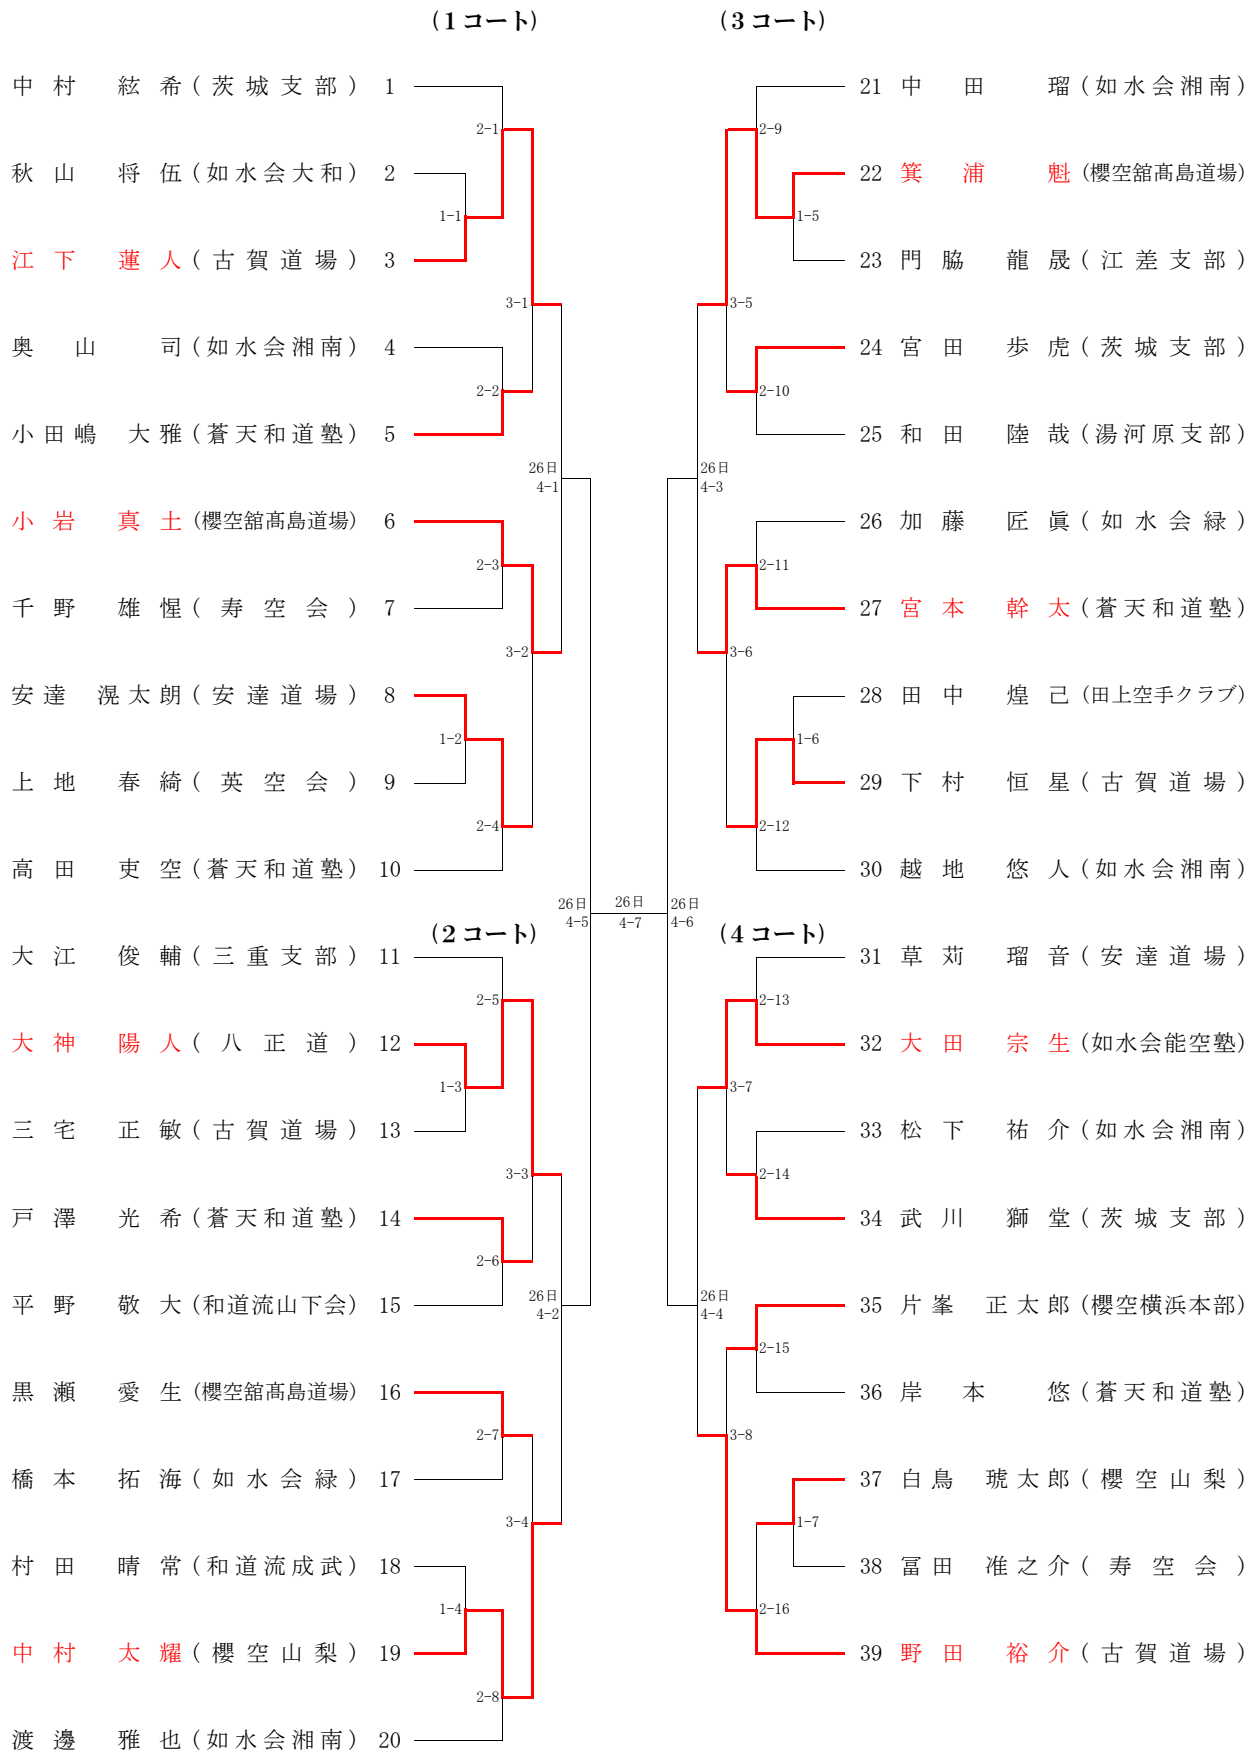 (1コート)
中村 絃希(茨城支部) 1
2-1
秋山 将伍(如水会大和) 2
1-1
江下 蓮人(古賀道場) 3
3-1
奥山 司(如水会湘南) 4
2-2
小田嶋 大雅(蒼天和道塾) 5
26日
4-1
小岩 真士(櫻空舘髙島道場) 6
2-3
千野 雄惺(寿空会) 7
3-2
安達 滉太朗(安達道場) 8
1-2
上地 春綺(英空会) 9
2-4
高田 吏空(蒼天和道塾) 10
26日
4-5
(2コート)
大江 俊輔(三重支部) 11
2-5
大神 陽人(八正道) 12
1-3
三宅 正敏(古賀道場) 13
3-3
戸澤 光希(蒼天和道塾) 14
2-6
平野 敬大(和道流山下会) 15
26日
4-2
黒瀬 愛生(櫻空舘髙島道場) 16
2-7
橋本 拓海(如水会緑) 17
3-4
村田 晴常(和道流成武) 18
1-4
中村 太耀(櫻空山梨) 19
2-8
渡邊 雅也(如水会湘南) 20
26日
4-7
(3コート)
21 中田 瑠(如水会湘南)
2-9
22 箕浦 魁(櫻空舘髙島道場)
1-5
23 門脇 龍晟(江差支部)
3-5
24 宮田 歩虎(茨城支部)
2-10
25 和田 陸哉(湯河原支部)
26日
4-3
26 加藤 匠眞(如水会緑)
2-11
27 宮本 幹太(蒼天和道塾)
3-6
28 田中 煌己(田上空手クラブ)
1-6
29 下村 恒星(古賀道場)
2-12
30 越地 悠人(如水会湘南)
26日
4-6
(4コート)
31 草苅 瑠音(安達道場)
2-13
32 大田 宗生(如水会能空塾)
3-7
33 松下 祐介(如水会湘南)
2-14
34 武川 獅堂(茨城支部)
26日
4-4
35 片峯 正太郎(櫻空横浜本部)
2-15
36 岸本 悠(蒼天和道塾)
3-8
37 白鳥 琥太郎(櫻空山梨)
1-7
38 冨田 准之介(寿空会)
2-16
39 野田 裕介(古賀道場)